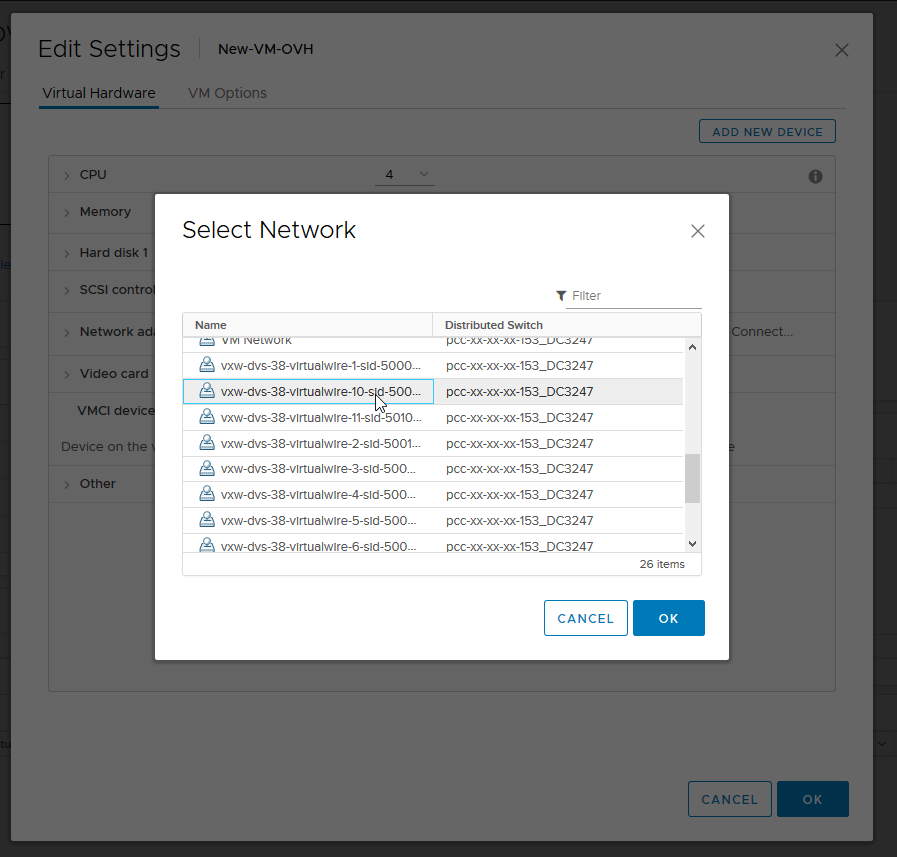 Edit Settings New-VM-OVH
Virtual Hardware VM Options
ADD NEW DEVICE
CPU 4
Memory
Hard disk 1
SCSI control
Network ada Connect...
Video card
VMCI device
Device on the v e
Other
Select Network
Filter
Name Distributed Switch
VM Network pcc-xx-xx-xx-153_DC3247
vxw-dvs-38-virtualwire-1-sid-5000... pcc-xx-xx-xx-153_DC3247
vxw-dvs-38-virtualwire-10-sid-500... pcc-xx-xx-xx-153_DC3247
vxw-dvs-38-virtualwire-11-sid-5010... pcc-xx-xx-xx-153_DC3247
vxw-dvs-38-virtualwire-2-sid-5001... pcc-xx-xx-xx-153_DC3247
vxw-dvs-38-virtualwire-3-sid-500... pcc-xx-xx-xx-153_DC3247
vxw-dvs-38-virtualwire-4-sid-500... pcc-xx-xx-xx-153_DC3247
vxw-dvs-38-virtualwire-5-sid-500... pcc-xx-xx-xx-153_DC3247
vxw-dvs-38-virtualwire-6-sid-500... pcc-xx-xx-xx-153_DC3247
26 items
CANCEL OK
CANCEL OK